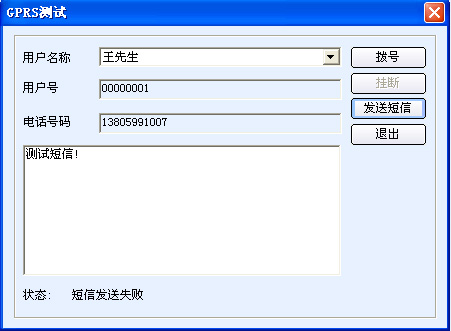 GPRS测试
用户名称 王先生 拨号
用户号 00000001 挂断
发送短信
电话号码 13805991007
退出
测试短信!
状态: 短信发送失败